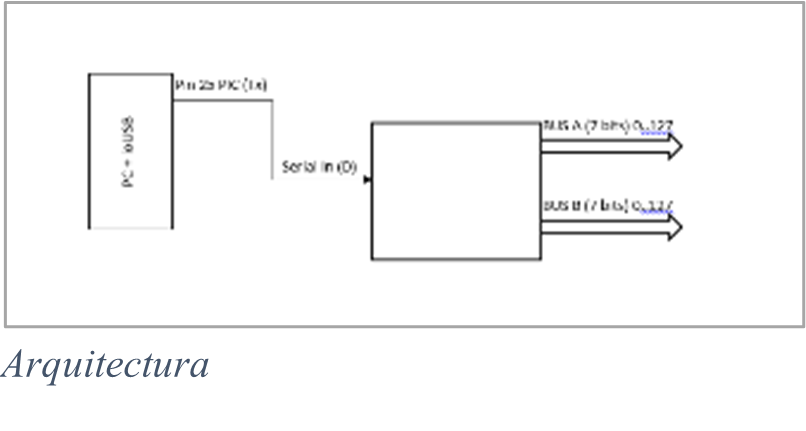 Pin 25 PIC (Tx)
PC + ioUSB
BUS A (7 bits) 0..127
Serial In (D)
BUS B (7 bits) 0..127
Arquitectura